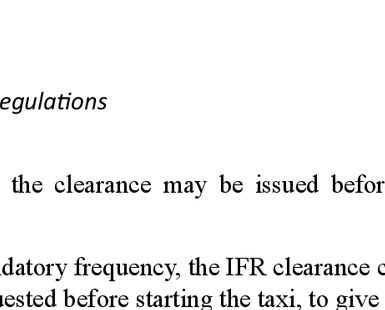 egulations
the clearance may be issued befor
datory frequency, the IFR clearance c
uested before starting the taxi, to give